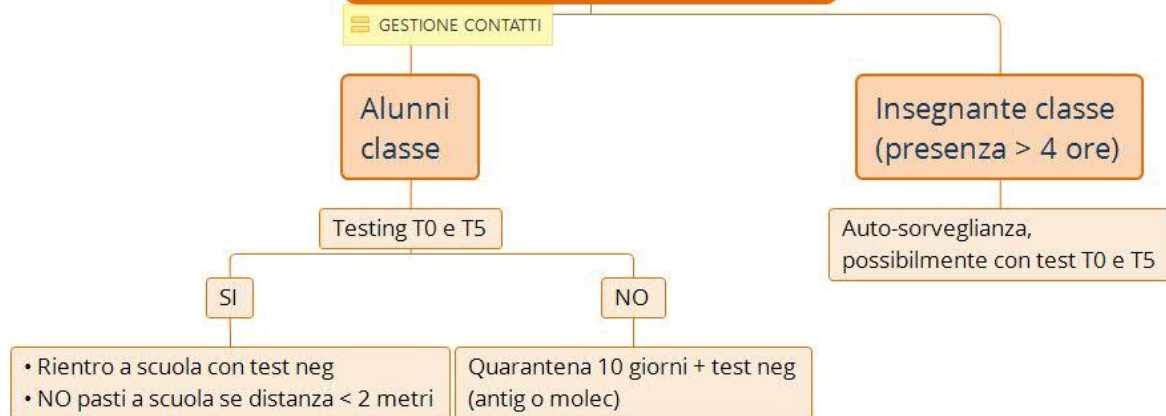 GESTIONE CONTATTI
Alunni
classe
Insegnante classe
(presenza > 4 ore)
Testing T0 e T5
Auto-sorveglianza,
possibilmente con test T0 e T5
SI
NO
• Rientro a scuola con test neg
• NO pasti a scuola se distanza < 2 metri
Quarantena 10 giorni + test neg
(antig o molec)